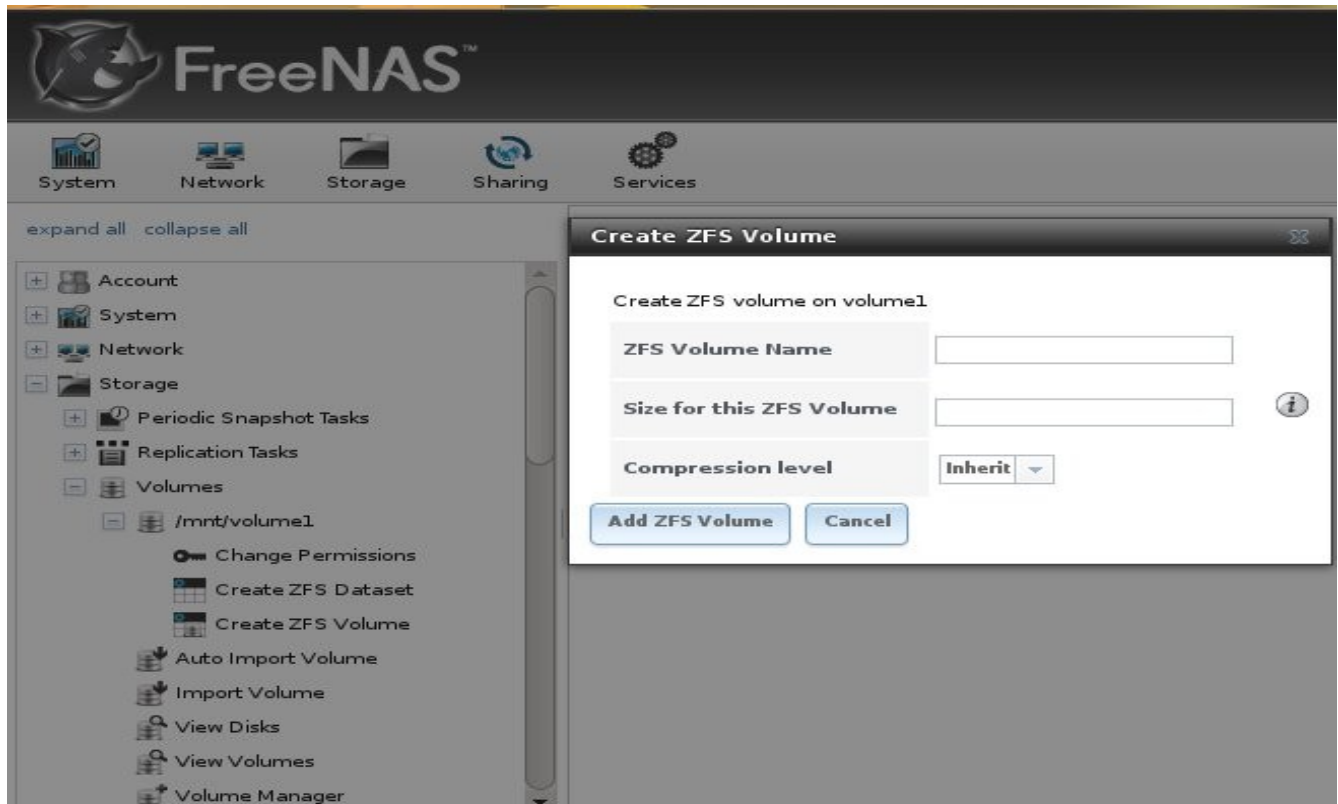 FreeNAS™
System Network Storage Sharing Services
expand all collapse all
Account
System
Network
Storage
Periodic Snapshot Tasks
Replication Tasks
Volumes
/mnt/volume1
Change Permissions
Create ZFS Dataset
Create ZFS Volume
Auto Import Volume
Import Volume
View Disks
View Volumes
Volume Manager
Create ZFS Volume
Create ZFS volume on volume1
ZFS Volume Name
Size for this ZFS Volume
Compression level Inherit
Add ZFS Volume Cancel